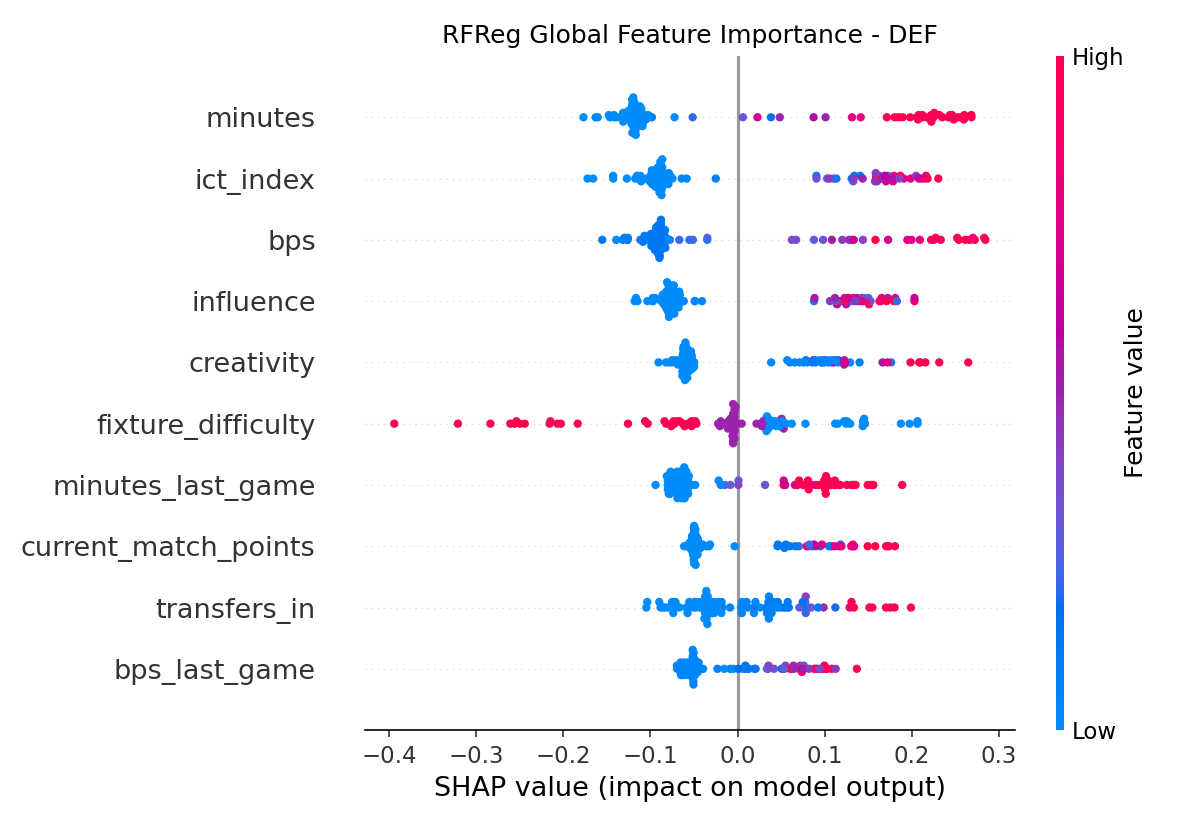 RFReg Global Feature Importance - DEF
High
minutes
ict_index
bps
influence
creativity
fixture_difficulty
minutes_last_game
current_match_points
transfers_in
bps_last_game
Feature value
Low
−0.4 −0.3 −0.2 −0.1 0.0 0.1 0.2 0.3
SHAP value (impact on model output)